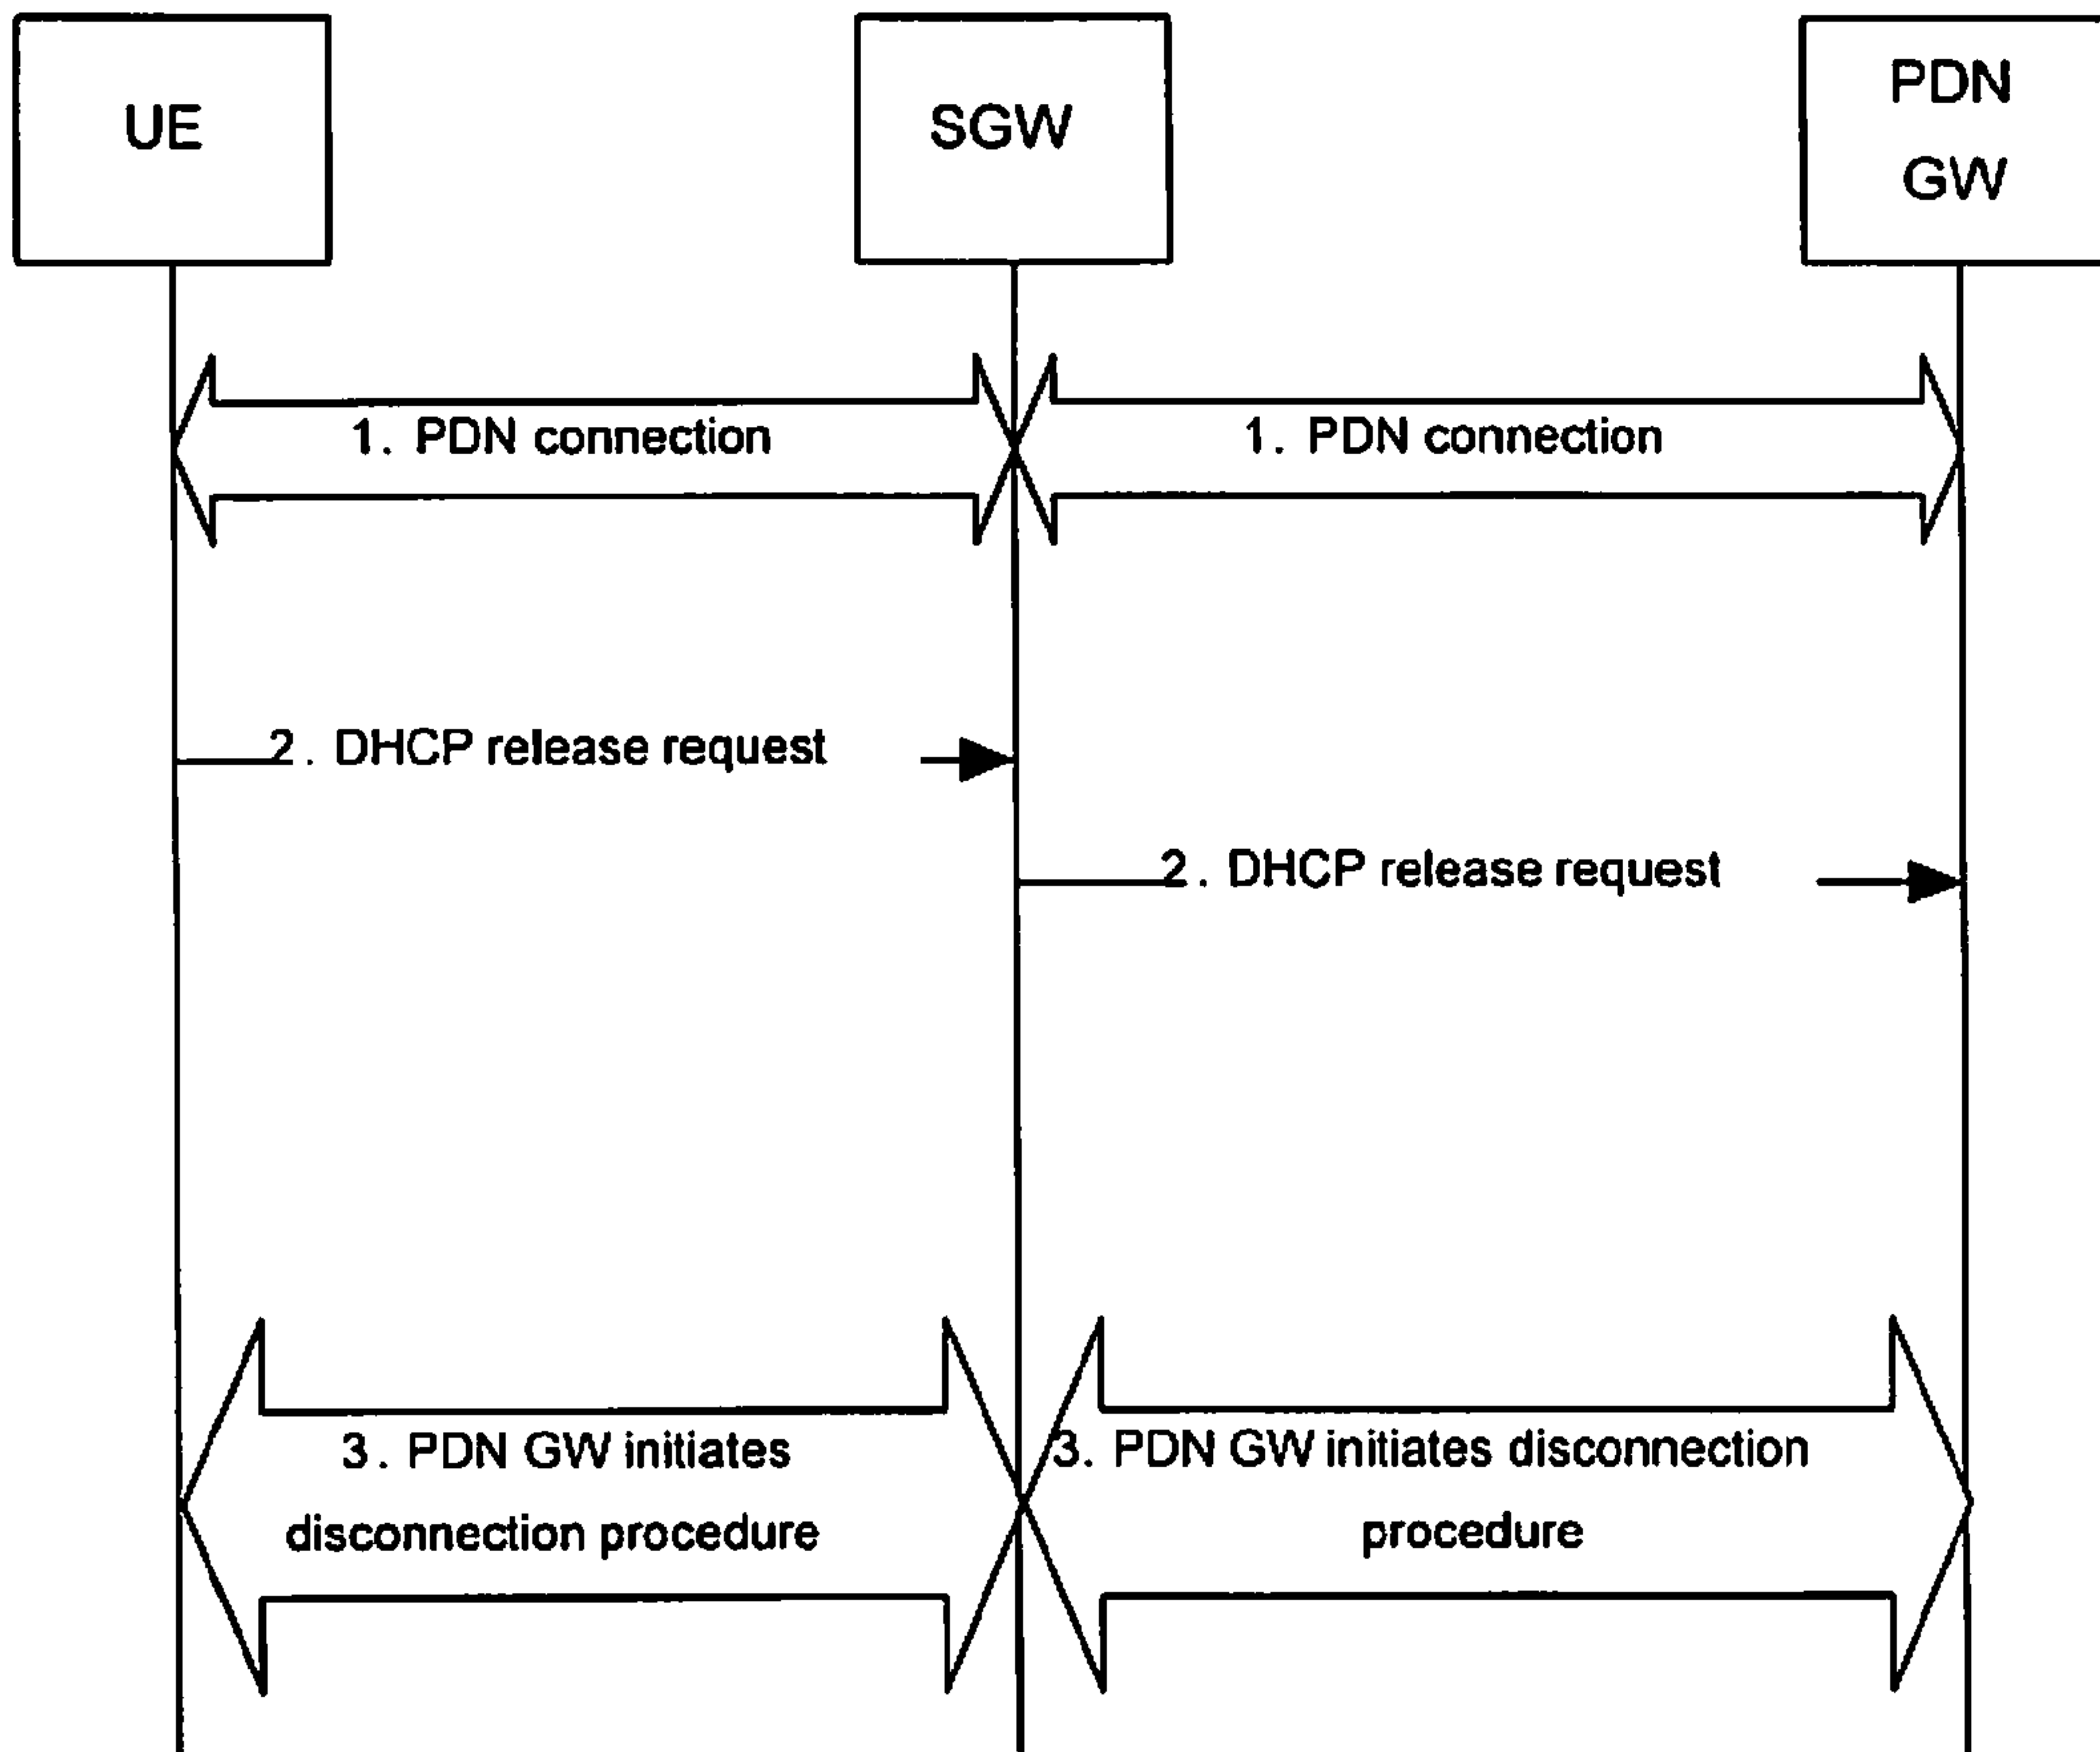 UE
SGW
PDN
GW
1. PDN connection
1. PDN connection
2. DHCP release request
2. DHCP release request
3. PDN GW initiates
disconnection procedure
3. PDN GW initiates disconnection
procedure